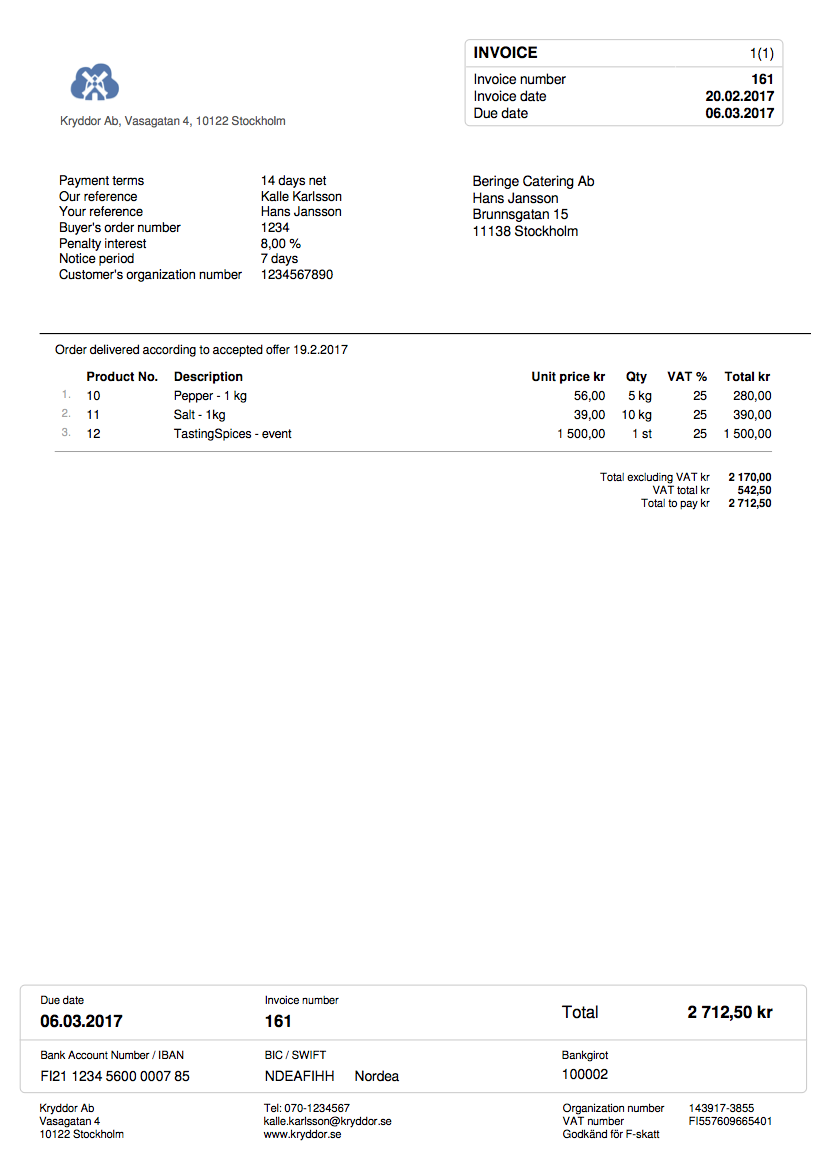 INVOICE 1(1)
Invoice number 161
Invoice date 20.02.2017
Due date 06.03.2017
Kryddor Ab, Vasagatan 4, 10122 Stockholm
Payment terms 14 days net
Our reference Kalle Karlsson
Your reference Hans Jansson
Buyer's order number 1234
Penalty interest 8,00 %
Notice period 7 days
Customer's organization number 1234567890
Beringe Catering Ab
Hans Jansson
Brunnsgatan 15
11138 Stockholm
Order delivered according to accepted offer 19.2.2017
Product No. Description Unit price kr Qty VAT % Total kr
1. 10 Pepper - 1 kg 56,00 5 kg 25 280,00
2. 11 Salt - 1kg 39,00 10 kg 25 390,00
3. 12 TastingSpices - event 1 500,00 1 st 25 1 500,00
Total excluding VAT kr 2 170,00
VAT total kr 542,50
Total to pay kr 2 712,50
Due date Invoice number
06.03.2017 161 Total 2 712,50 kr
Bank Account Number / IBAN BIC / SWIFT Bankgirot
FI21 1234 5600 0007 85 NDEAFIHH Nordea 100002
Kryddor Ab Tel: 070-1234567 Organization number 143917-3855
Vasagatan 4 kalle.karlsson@kryddor.se VAT number FI557609665401
10122 Stockholm www.kryddor.se Godkänd för F-skatt